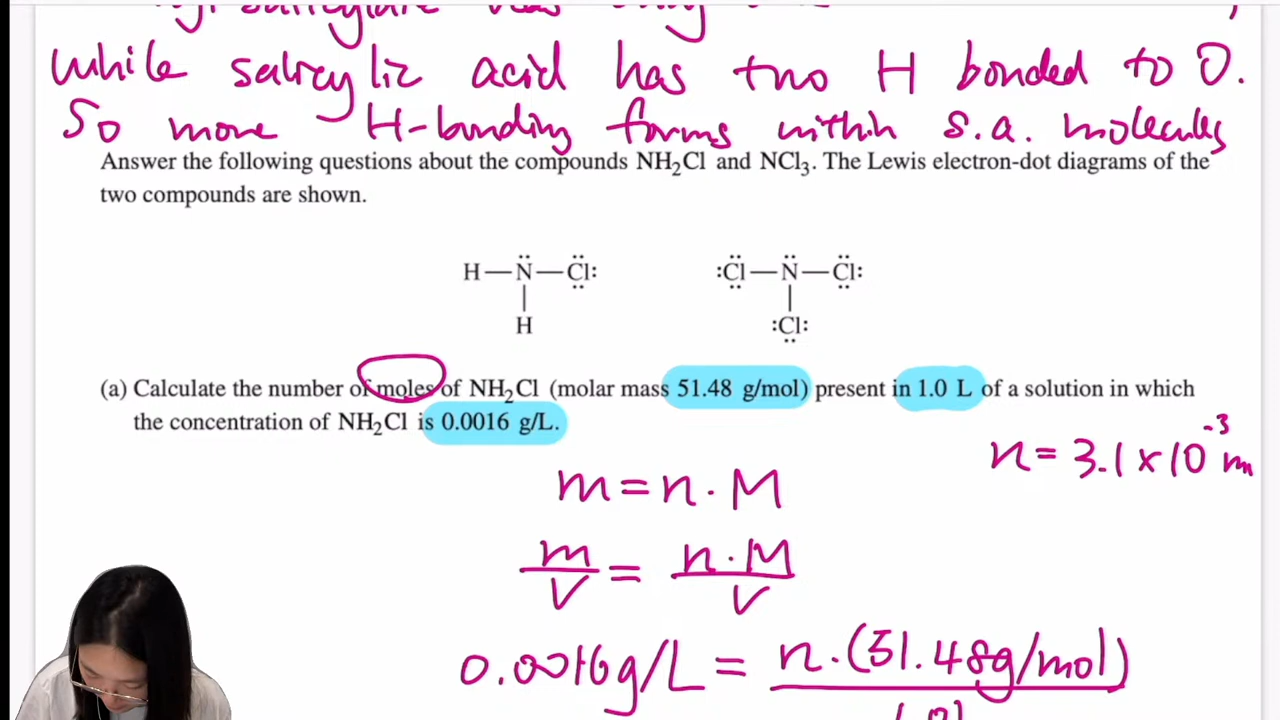 while salicylic acid has two H bonded to O.
So more H-bonding forms within s.a. molecules
Answer the following questions about the compounds NH₂Cl and NCl₃. The Lewis electron-dot diagrams of the
two compounds are shown.
H—N̈—C̈l: :C̈l—N̈—C̈l:
H :Cl:
(a) Calculate the number of moles of NH₂Cl (molar mass 51.48 g/mol) present in 1.0 L of a solution in which
the concentration of NH₂Cl is 0.0016 g/L.
n = 3.1 × 10⁻³ m
m = n · M
m/V = n · M/V
0.0016 g/L = n · (51.48 g/mol)